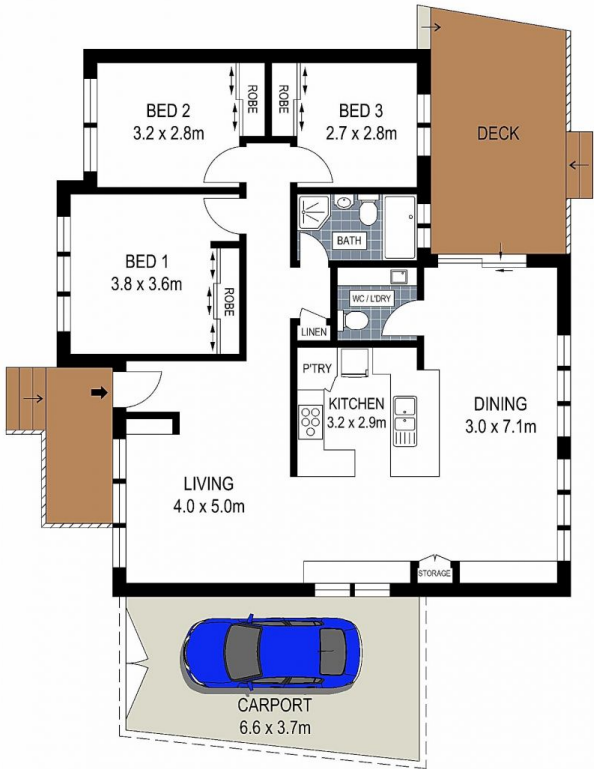 BED 2
3.2 x 2.8m
ROBE
ROBE
BED 3
2.7 x 2.8m
DECK
BED 1
3.8 x 3.6m
ROBE
BATH
WC / L'DRY
LINEN
P'TRY
KITCHEN
3.2 x 2.9m
DINING
3.0 x 7.1m
LIVING
4.0 x 5.0m
STORAGE
CARPORT
6.6 x 3.7m